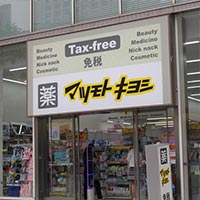 Beauty
Medicine
Nick nack
Cosmetic
Tax-free
免税
Beauty
Medicine
Nick nack
Cosmetic
薬
マツモトキヨシ